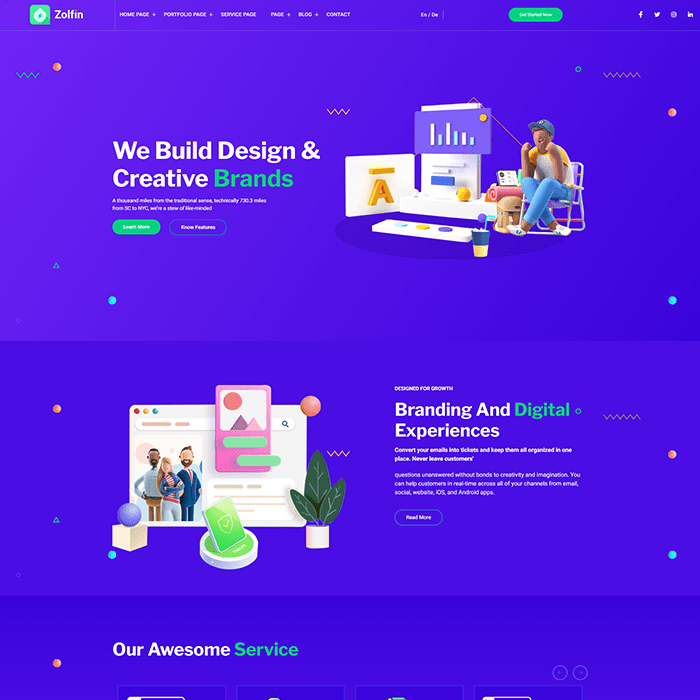 Zolfin
HOME PAGE +
PORTFOLIO PAGE +
SERVICE PAGE
PAGE +
BLOG +
CONTACT
En / De
Get Started Now
We Build Design &
Creative Brands
A thousand miles from the traditional sense, technically 730.3 miles
from SC to NYC, we're a stew of like-minded
Learn More
Know Features
A
DESIGNED FOR GROWTH
Branding And Digital
Experiences
Convert your emails into tickets and keep them all organized in one
place. Never leave customers'
questions unanswered without bonds to creativity and imagination. You
can help customers in real-time across all of your channels from email,
social, website, iOS, and Android apps.
Read More
Our Awesome Service